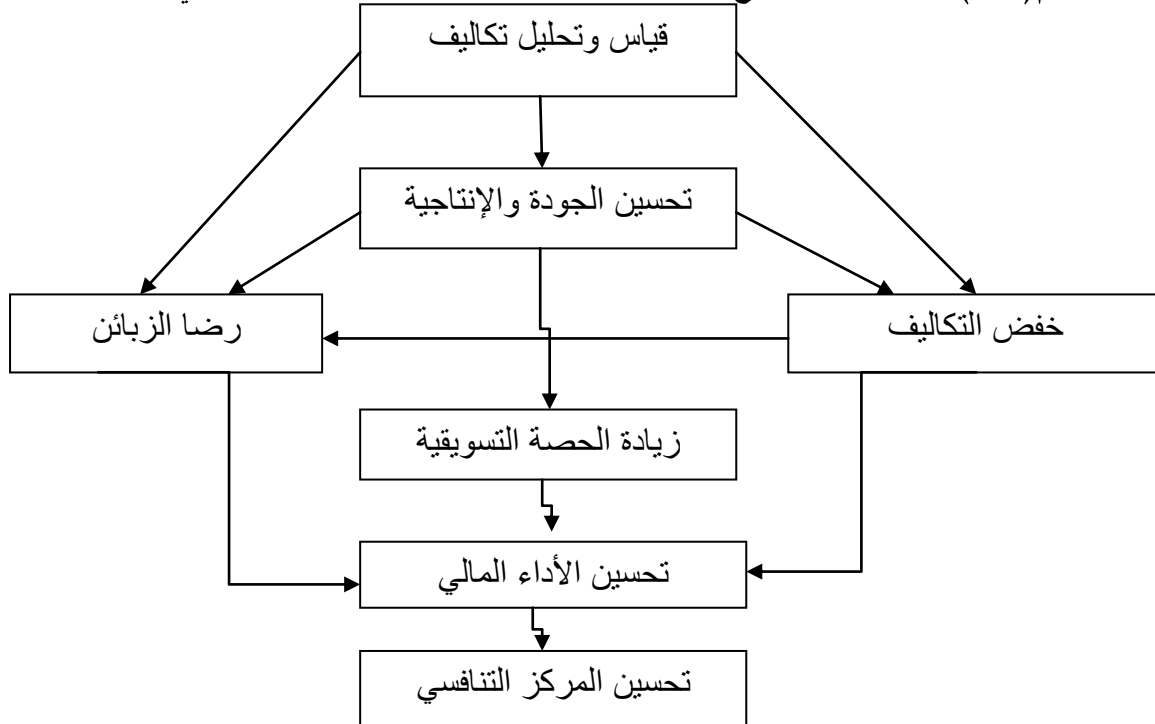 قياس وتحليل تكاليف
تحسين الجودة والإنتاجية
خفض التكاليف
رضا الزبائن
زيادة الحصة التسويقية
تحسين الأداء المالي
تحسين المركز التنافسي